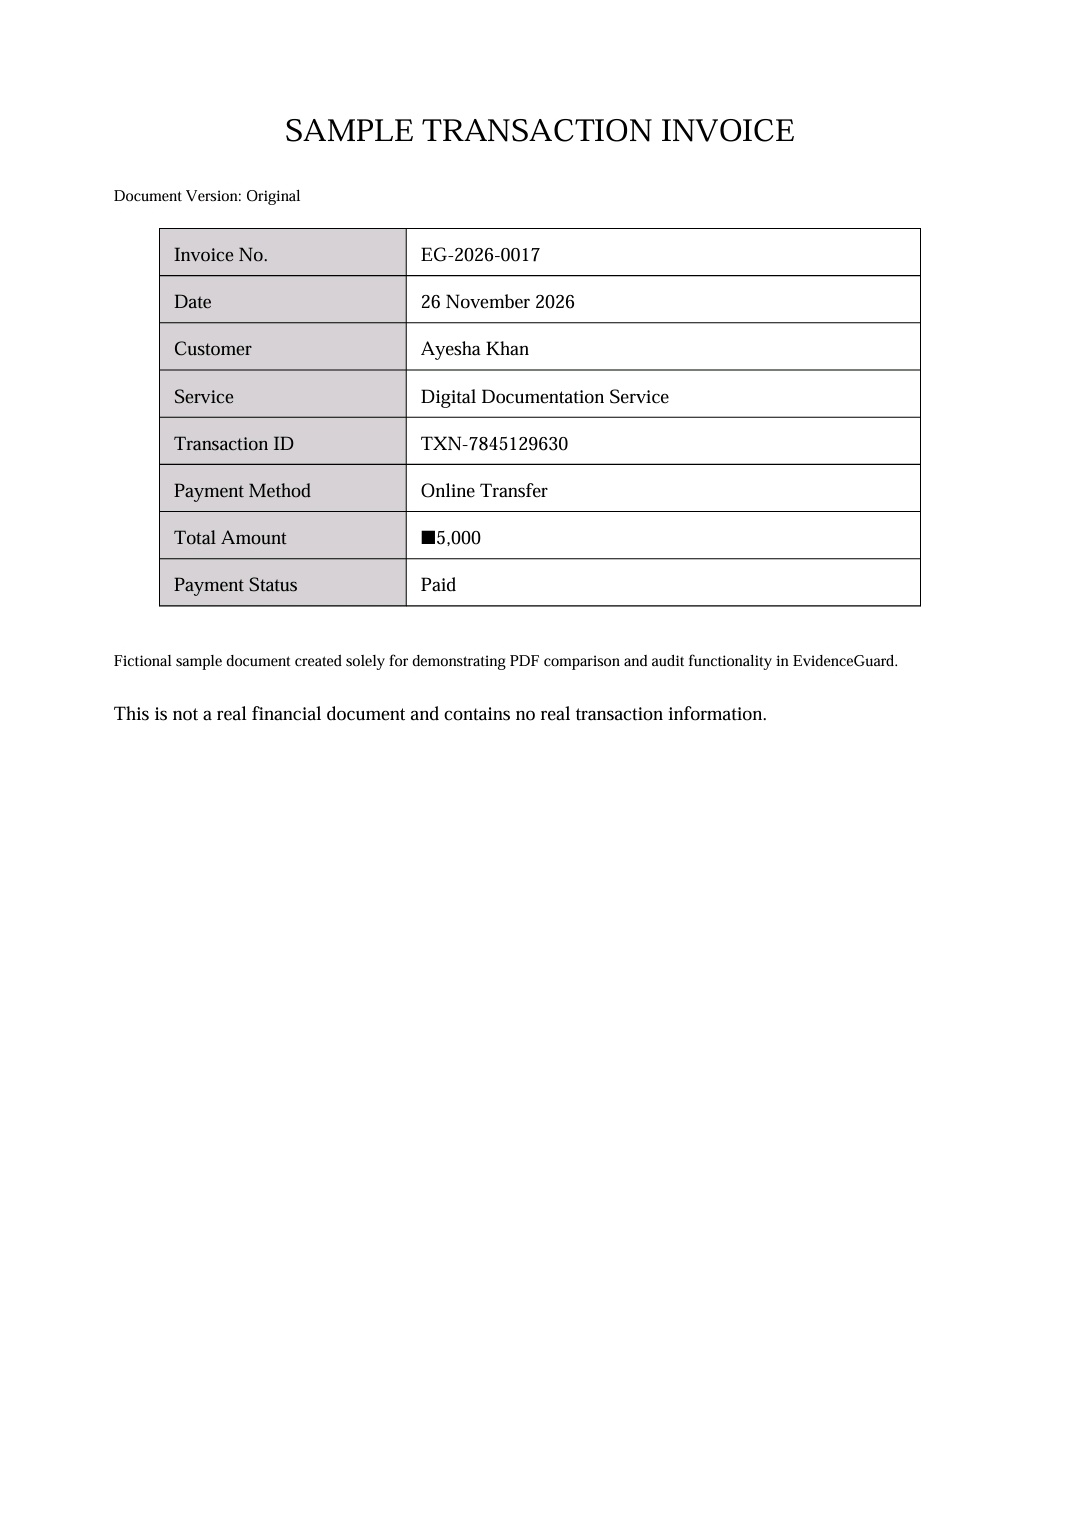 SAMPLE TRANSACTION INVOICE
Document Version: Original
Invoice No. EG-2026-0017
Date 26 November 2026
Customer Ayesha Khan
Service Digital Documentation Service
Transaction ID TXN-7845129630
Payment Method Online Transfer
Total Amount ■5,000
Payment Status Paid
Fictional sample document created solely for demonstrating PDF comparison and audit functionality in EvidenceGuard.
This is not a real financial document and contains no real transaction information.